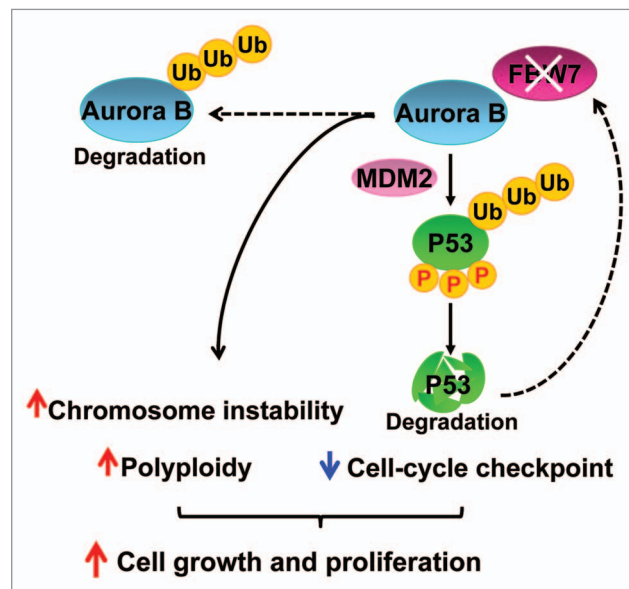 Ub Ub Ub
Aurora B
Degradation
Aurora B
FBW7
MDM2
Ub Ub Ub
P53
P P P
P53
Degradation
Chromosome instability
Polyploidy
Cell-cycle checkpoint
Cell growth and proliferation